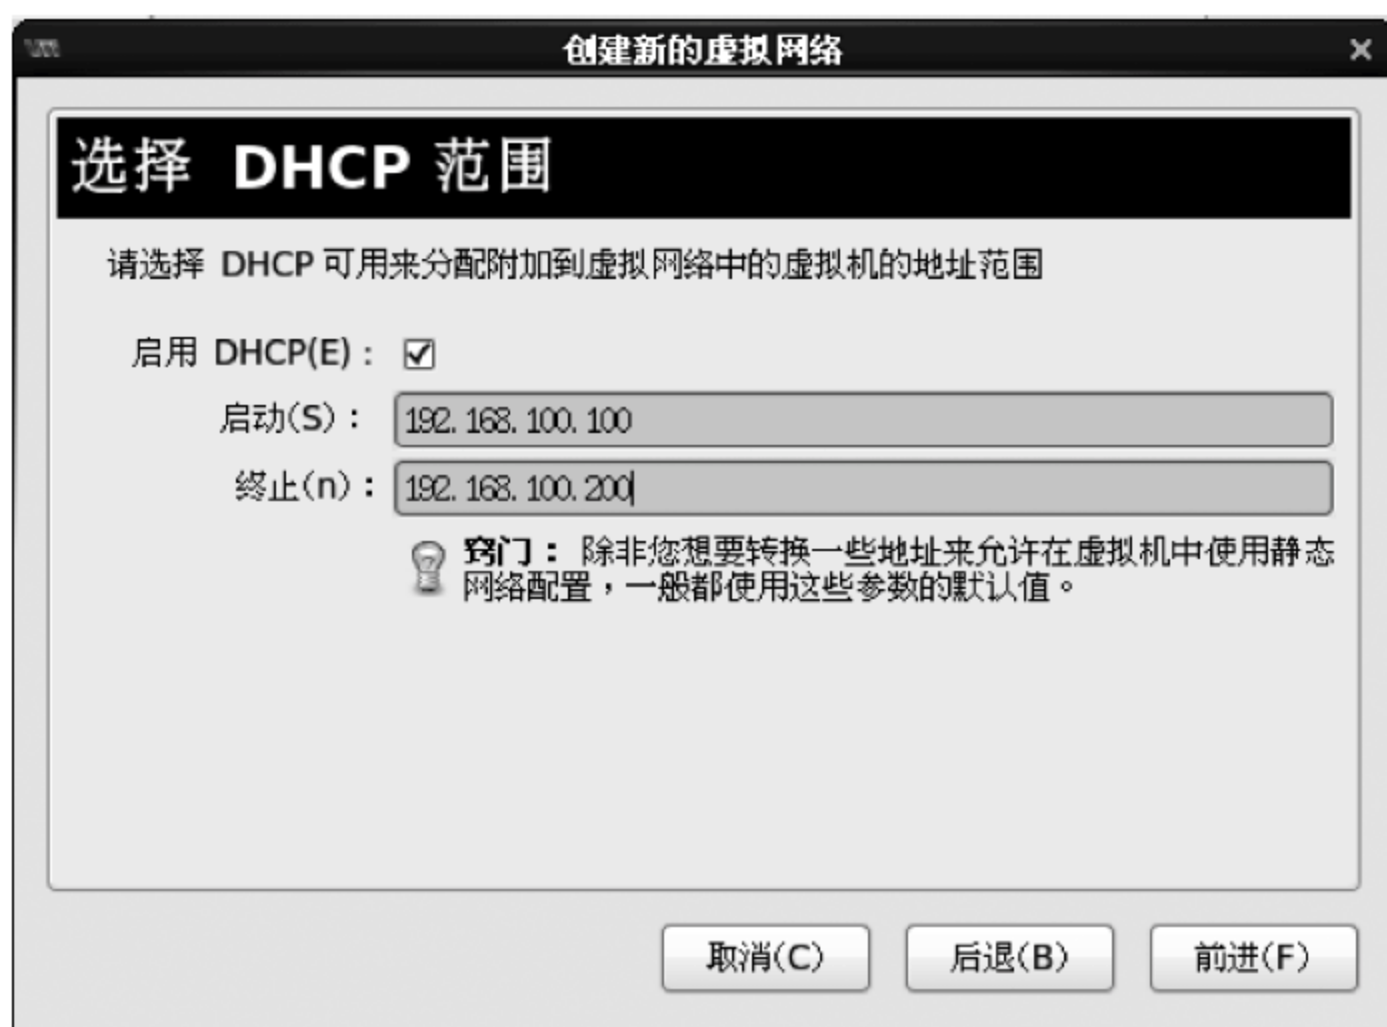 创建新的虚拟网络
选择 DHCP 范围
请选择 DHCP 可用来分配附加到虚拟网络中的虚拟机的地址范围
启用 DHCP(E)：
启动(S)： 192.168.100.100
终止(n)： 192.168.100.200
窍门： 除非您想要转换一些地址来允许在虚拟机中使用静态
网络配置，一般都使用这些参数的默认值。
取消(C) 后退(B) 前进(F)